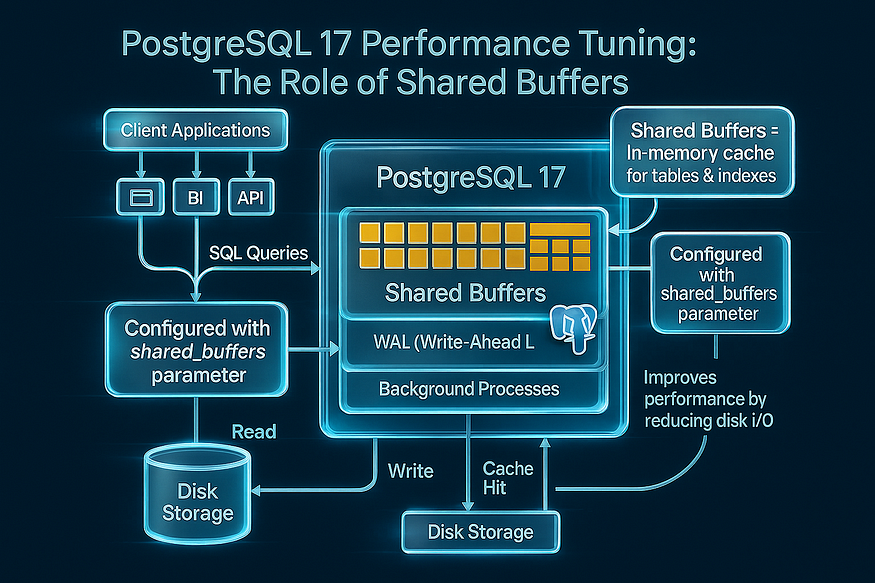 PostgreSQL 17 Performance Tuning:
The Role of Shared Buffers
Client Applications
BI
API
SQL Queries
Configured with
shared_buffers
parameter
Read
Disk
Storage
PostgreSQL 17
Shared Buffers
WAL (Write-Ahead L
Background Processes
Write
Cache
Hit
Disk Storage
Shared Buffers =
In-memory cache
for tables & indexes
Configured
with
shared_buffers
parameter
Improves
performance by
reducing disk i/O